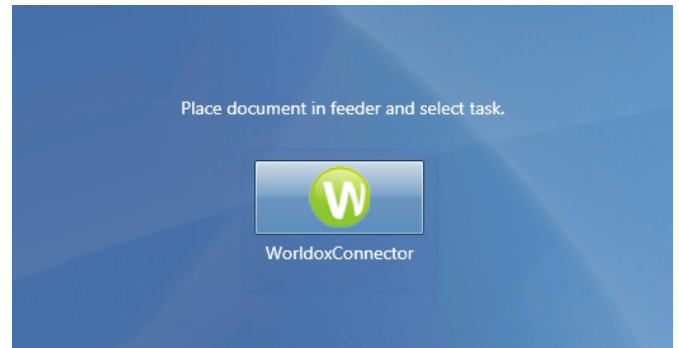 Place document in feeder and select task.
W
WorldoxConnector